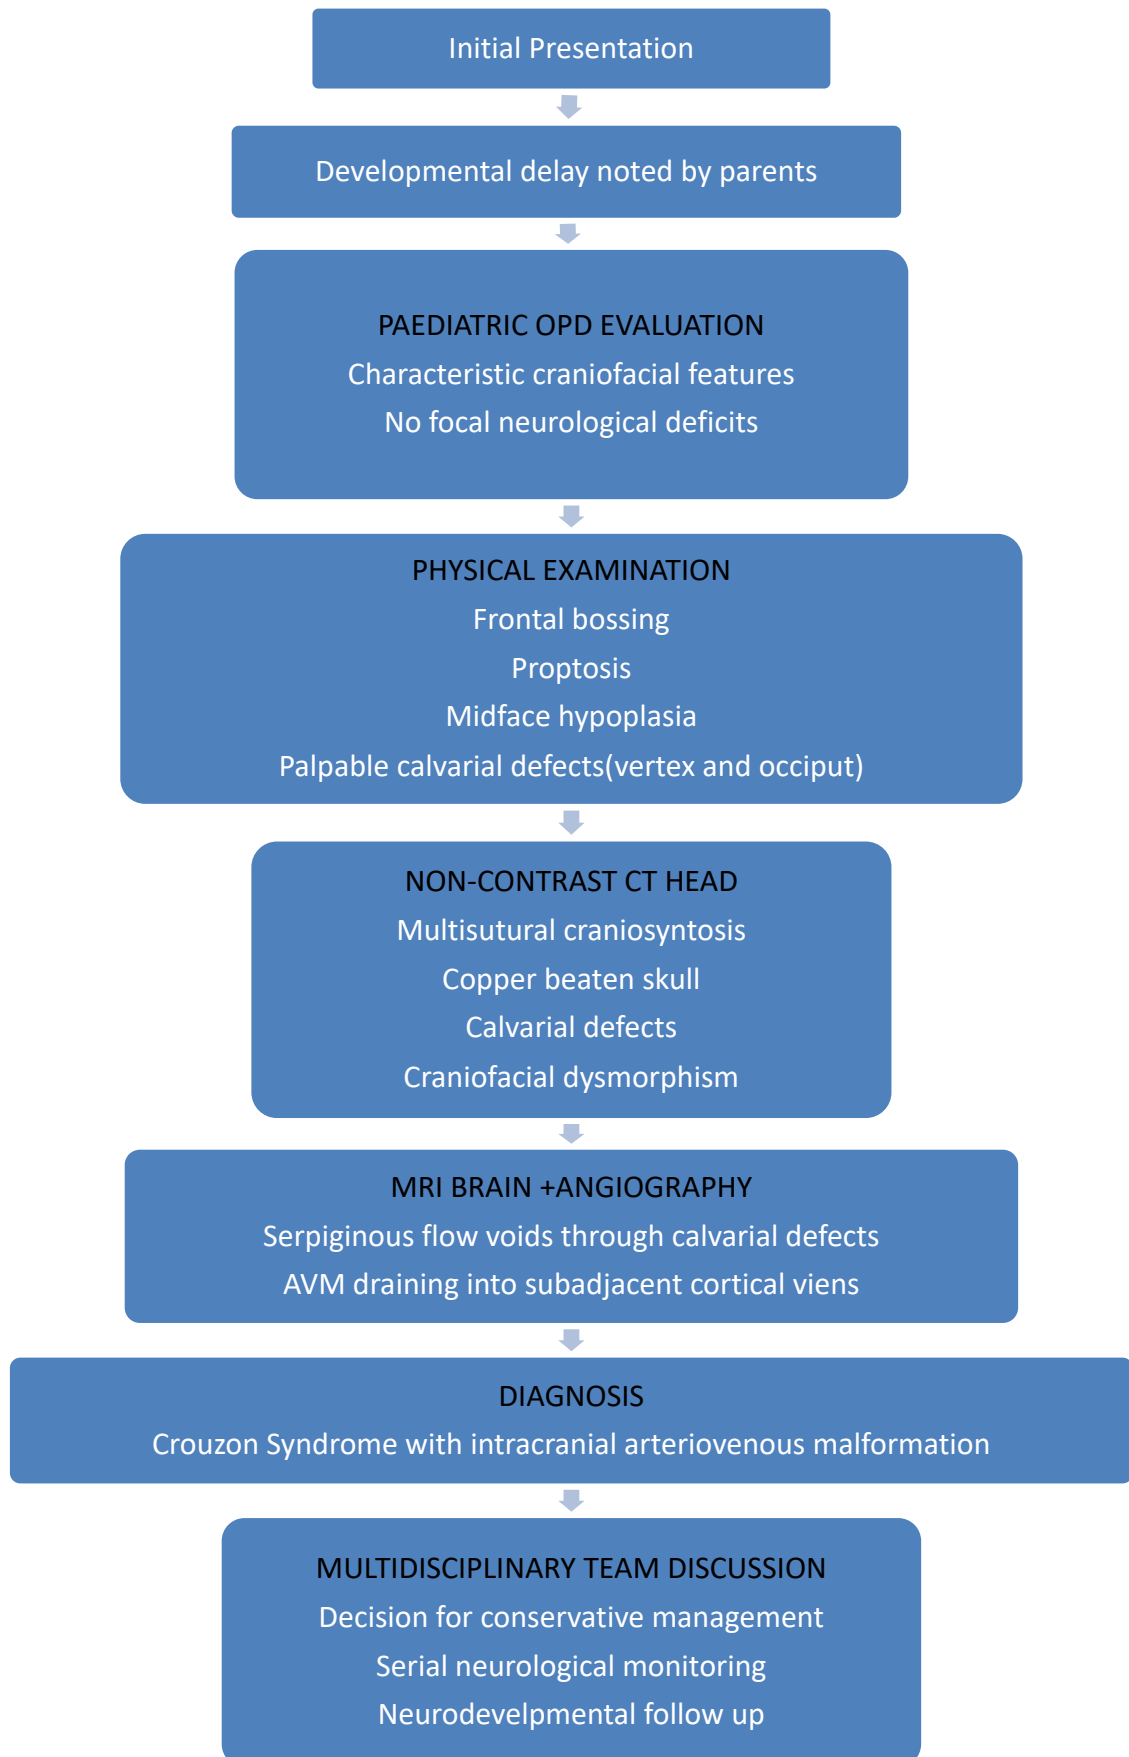 Initial Presentation
Developmental delay noted by parents
PAEDIATRIC OPD EVALUATION
Characteristic craniofacial features
No focal neurological deficits
PHYSICAL EXAMINATION
Frontal bossing
Proptosis
Midface hypoplasia
Palpable calvarial defects(vertex and occiput)
NON-CONTRAST CT HEAD
Multisutural craniosyntosis
Copper beaten skull
Calvarial defects
Craniofacial dysmorphism
MRI BRAIN +ANGIOGRAPHY
Serpiginous flow voids through calvarial defects
AVM draining into subadjacent cortical viens
DIAGNOSIS
Crouzon Syndrome with intracranial arteriovenous malformation
MULTIDISCIPLINARY TEAM DISCUSSION
Decision for conservative management
Serial neurological monitoring
Neurodevelpmental follow up